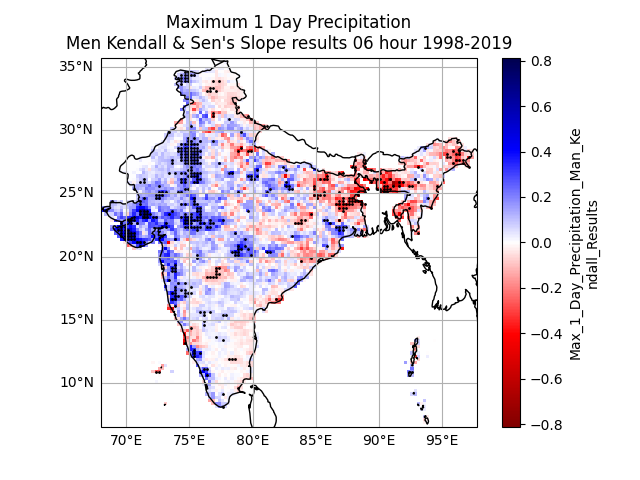 Maximum 1 Day Precipitation
Men Kendall & Sen's Slope results 06 hour 1998-2019
35°N
30°N
25°N
20°N
15°N
10°N
70°E 75°E 80°E 85°E 90°E 95°E
0.8
0.6
0.4
0.2
0.0
−0.2
−0.4
−0.6
−0.8
Max_1_Day_Precipitation_Man_Ke
ndall_Results